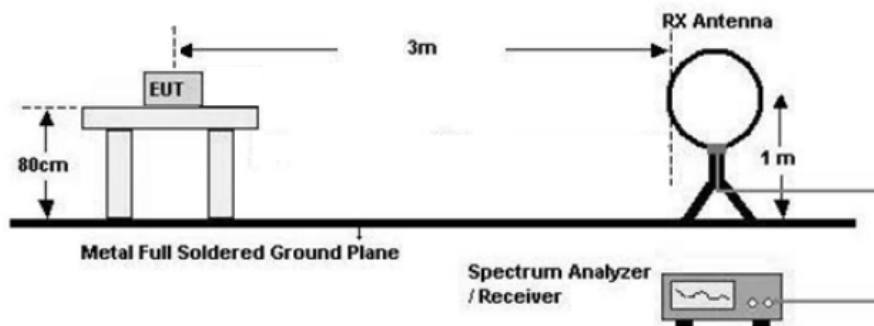 RX Antenna
3m
EUT
80cm
1 m
Metal Full Soldered Ground Plane
Spectrum Analyzer
/ Receiver